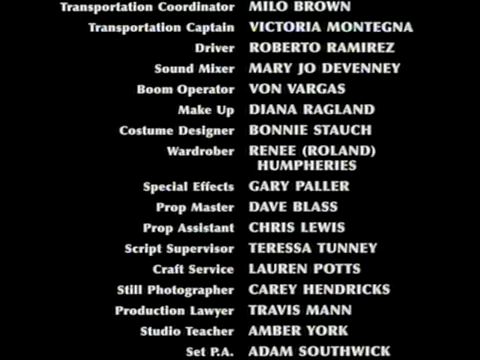 Transportation Coordinator MILO BROWN
Transportation Captain VICTORIA MONTEGNA
Driver ROBERTO RAMIREZ
Sound Mixer MARY JO DEVENNEY
Boom Operator VON VARGAS
Make Up DIANA RAGLAND
Costume Designer BONNIE STAUCH
Wardrober RENEE (ROLAND)
HUMPHERIES
Special Effects GARY PALLER
Prop Master DAVE BLASS
Prop Assistant CHRIS LEWIS
Script Supervisor TERESSA TUNNEY
Craft Service LAUREN POTTS
Still Photographer CAREY HENDRICKS
Production Lawyer TRAVIS MANN
Studio Teacher AMBER YORK
Set P.A. ADAM SOUTHWICK